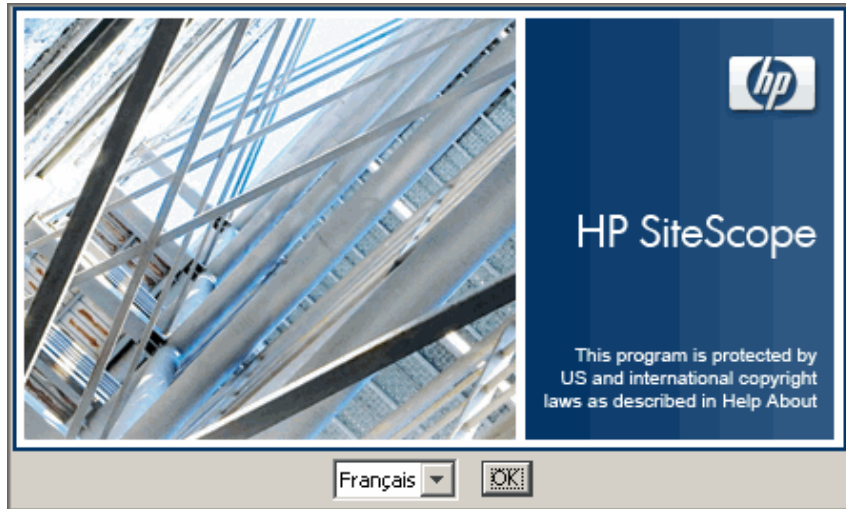 hp
HP SiteScope
This program is protected by
US and international copyright
laws as described in Help About
Français
OK